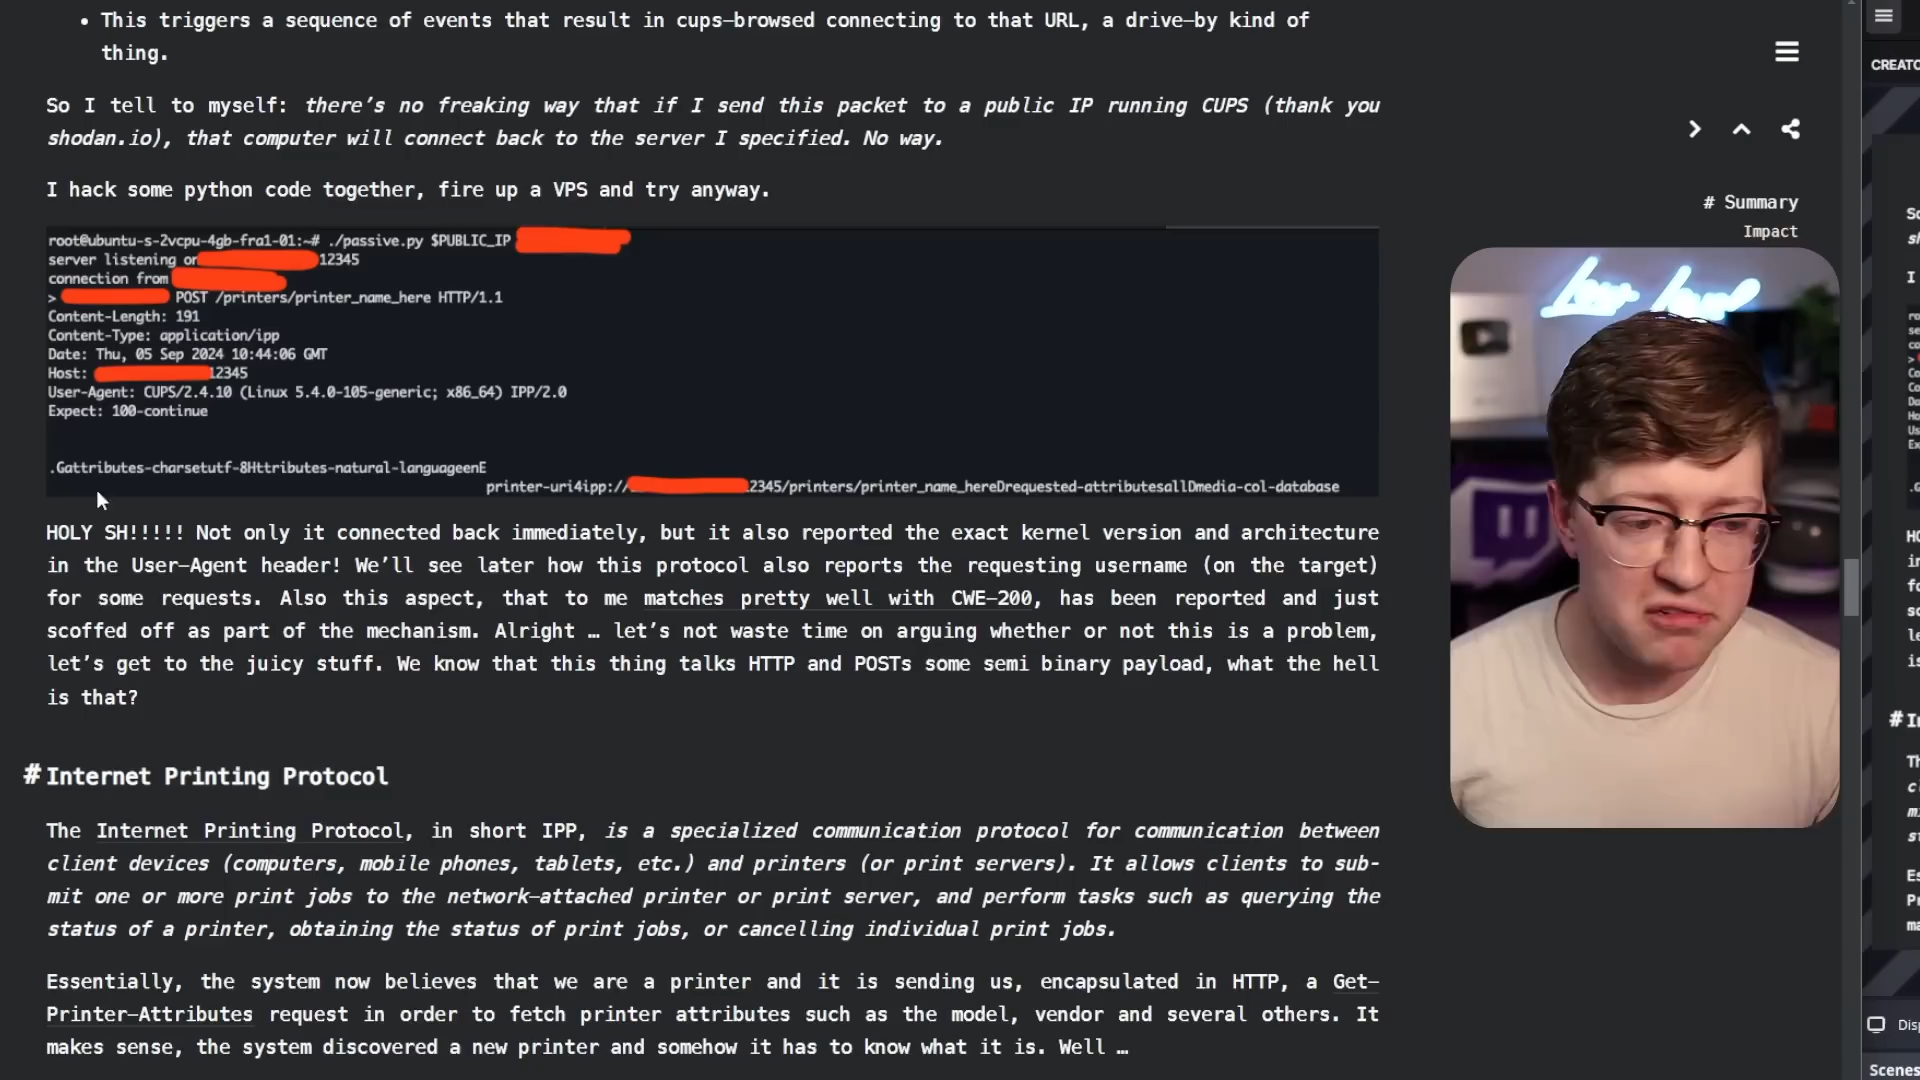 • This triggers a sequence of events that result in cups-browsed connecting to that URL, a drive-by kind of
thing.
So I tell to myself: there's no freaking way that if I send this packet to a public IP running CUPS (thank you
shodan.io), that computer will connect back to the server I specified. No way.
I hack some python code together, fire up a VPS and try anyway.
root@ubuntu-s-2vcpu-4gb-fra1-01:~# ./passive.py $PUBLIC_IP
server listening on 12345
connection from
> POST /printers/printer_name_here HTTP/1.1
Content-Length: 191
Content-Type: application/ipp
Date: Thu, 05 Sep 2024 10:44:06 GMT
Host: 12345
User-Agent: CUPS/2.4.10 (Linux 5.4.0-105-generic; x86_64) IPP/2.0
Expect: 100-continue
.Gattributes-charsetutf-8Httributes-natural-languageenE
printer-uri4ipp:// 12345/printers/printer_name_hereDrequested-attributesallDmedia-col-database
HOLY SH!!!!! Not only it connected back immediately, but it also reported the exact kernel version and architecture
in the User-Agent header! We'll see later how this protocol also reports the requesting username (on the target)
for some requests. Also this aspect, that to me matches pretty well with CWE-200, has been reported and just
scoffed off as part of the mechanism. Alright … let's not waste time on arguing whether or not this is a problem,
let's get to the juicy stuff. We know that this thing talks HTTP and POSTs some semi binary payload, what the hell
is that?
# Internet Printing Protocol
The Internet Printing Protocol, in short IPP, is a specialized communication protocol for communication between
client devices (computers, mobile phones, tablets, etc.) and printers (or print servers). It allows clients to sub-
mit one or more print jobs to the network-attached printer or print server, and perform tasks such as querying the
status of a printer, obtaining the status of print jobs, or cancelling individual print jobs.
Essentially, the system now believes that we are a printer and it is sending us, encapsulated in HTTP, a Get-
Printer-Attributes request in order to fetch printer attributes such as the model, vendor and several others. It
makes sense, the system discovered a new printer and somehow it has to know what it is. Well …
# Summary
Impact
low level
CREATO
Scenes